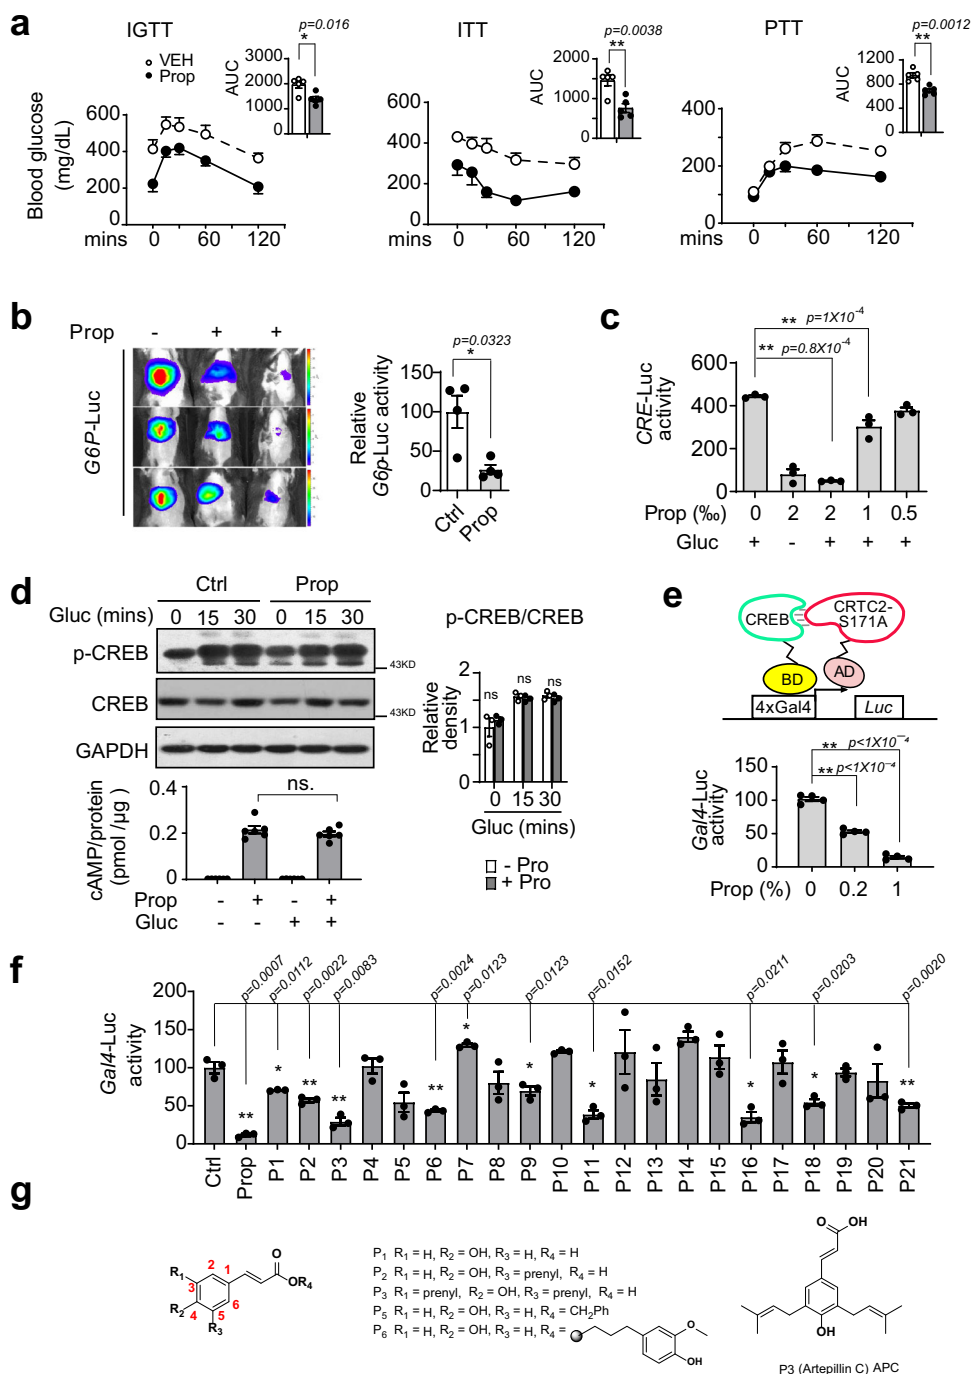 a
IGTT
VEH
Prop
AUC
3000
2000
1000
0
p=0.016
*
Blood glucose
(mg/dL)
600
400
200
0
mins
0
60
120
ITT
AUC
1500
1000
0
p=0.0038
**
600
400
200
0
mins
0
60
120
PTT
AUC
1200
800
400
0
p=0.0012
**
400
200
0
mins
0
60
120
b
Prop - + +
G6P-Luc
Relative
G6p-Luc activity
150
100
50
0
p=0.0323
*
Ctrl
Prop
c
** p=1X10-4
** p=0.8X10-4
CRE-Luc
activity
600
400
200
0
Prop (‰) 0 2 2 1 0.5
Gluc + - + + +
d
Ctrl Prop
Gluc (mins) 0 15 30 0 15 30
p-CREB
43KD
CREB
43KD
GAPDH
p-CREB/CREB
Relative
density
2
1
0
ns ns ns
0 15 30
Gluc (mins)
- Pro
+ Pro
cAMP/protein
(pmol /µg )
0.4
0.2
0
ns.
Prop - + - +
Gluc - - + +
e
CREB
CRTC2-
S171A
BD
AD
4xGal4
Luc
Gal4-Luc
activity
150
100
50
0
** p<1X10-4
** p<1X10-4
Prop (%) 0 0.2 1
f
Gal4-Luc
activity
200
150
100
50
0
p=0.0007
p=0.0112
p=0.0022
p=0.0083
p=0.0024
p=0.0123
p=0.0123
p=0.0152
p=0.0211
p=0.0203
p=0.0020
** * ** ** ** * * * * * **
Ctrl Prop P1 P2 P3 P4 P5 P6 P7 P8 P9 P10 P11 P12 P13 P14 P15 P16 P17 P18 P19 P20 P21
g
R1
R2
R3
O
OR4
1
2
3
4
5
6
P1 R1 = H, R2 = OH, R3 = H, R4 = H
P2 R1 = H, R2 = OH, R3 = prenyl, R4 = H
P3 R1 = prenyl, R2 = OH, R3 = prenyl, R4 = H
P5 R1 = H, R2 = OH, R3 = H, R4 = CH2Ph
P6 R1 = H, R2 = OH, R3 = H, R4 =
O
OH
O
OH
OH
P3 (Artepillin C) APC